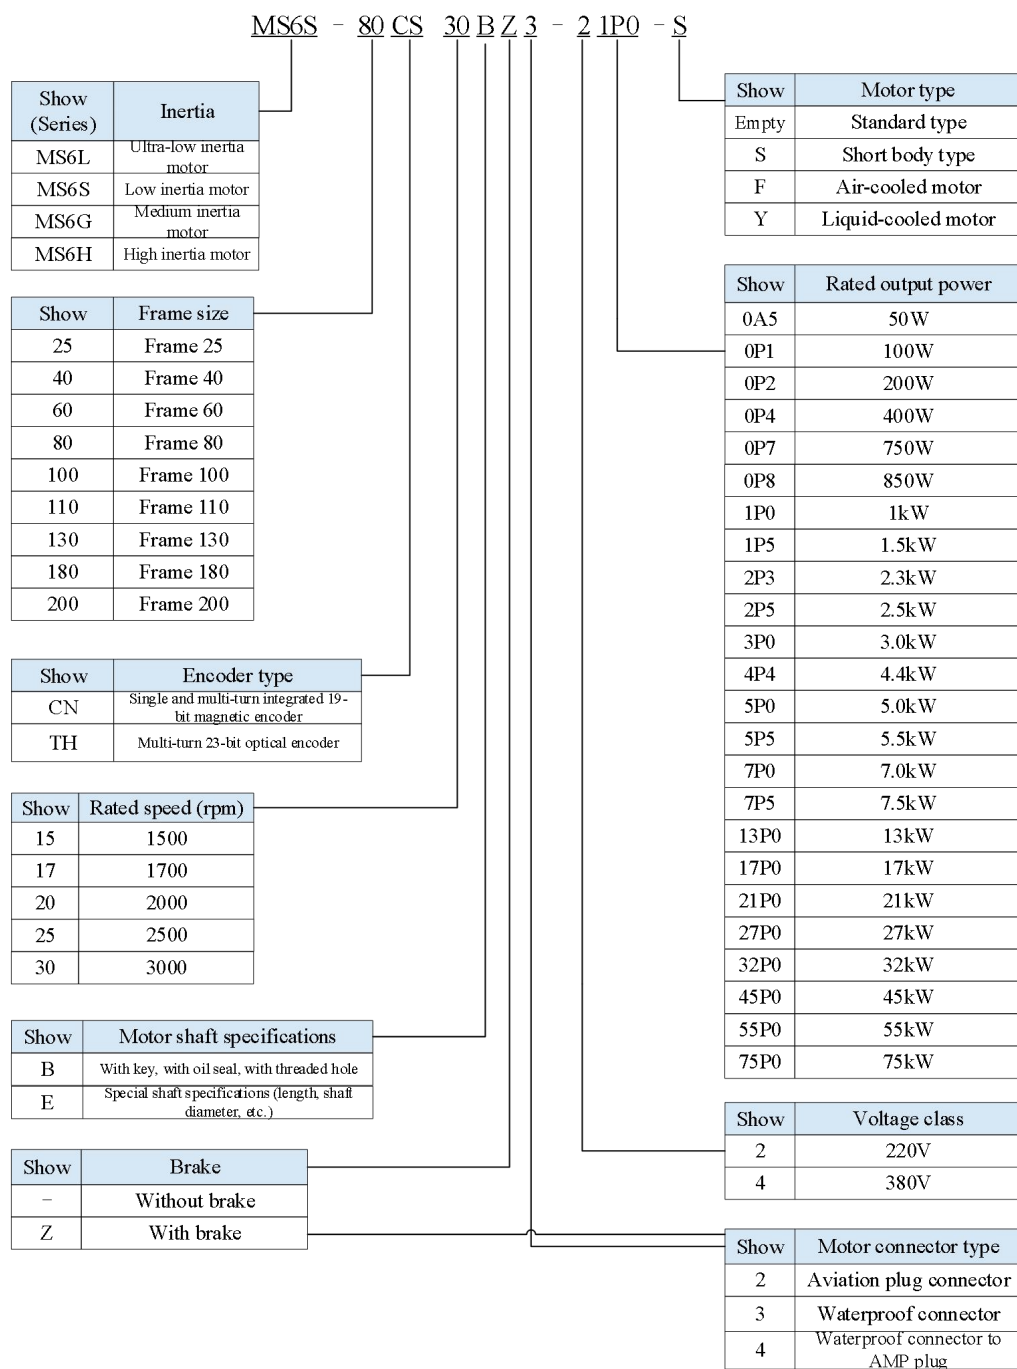 MS6S - 80 CS 30 B Z 3 - 2 1P0 - S
Show (Series) Inertia
MS6L Ultra-low inertia motor
MS6S Low inertia motor
MS6G Medium inertia motor
MS6H High inertia motor
Show Frame size
25 Frame 25
40 Frame 40
60 Frame 60
80 Frame 80
100 Frame 100
110 Frame 110
130 Frame 130
180 Frame 180
200 Frame 200
Show Encoder type
CN Single and multi-turn integrated 19-bit magnetic encoder
TH Multi-turn 23-bit optical encoder
Show Rated speed (rpm)
15 1500
17 1700
20 2000
25 2500
30 3000
Show Motor shaft specifications
B With key, with oil seal, with threaded hole
E Special shaft specifications (length, shaft diameter, etc.)
Show Brake
- Without brake
Z With brake
Show Motor type
Empty Standard type
S Short body type
F Air-cooled motor
Y Liquid-cooled motor
Show Rated output power
0A5 50W
0P1 100W
0P2 200W
0P4 400W
0P7 750W
0P8 850W
1P0 1kW
1P5 1.5kW
2P3 2.3kW
2P5 2.5kW
3P0 3.0kW
4P4 4.4kW
5P0 5.0kW
5P5 5.5kW
7P0 7.0kW
7P5 7.5kW
13P0 13kW
17P0 17kW
21P0 21kW
27P0 27kW
32P0 32kW
45P0 45kW
55P0 55kW
75P0 75kW
Show Voltage class
2 220V
4 380V
Show Motor connector type
2 Aviation plug connector
3 Waterproof connector
4 Waterproof connector to AMP plug